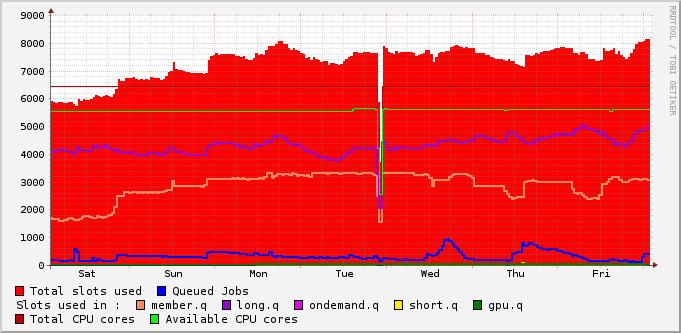 9000
8000
7000
6000
5000
4000
3000
2000
1000
0
Sat Sun Mon Tue Wed Thu Fri
RRDTOOL / TOBI OETIKER
Total slots used Queued Jobs
Slots used in : member.q long.q ondemand.q short.q gpu.q
Total CPU cores Available CPU cores